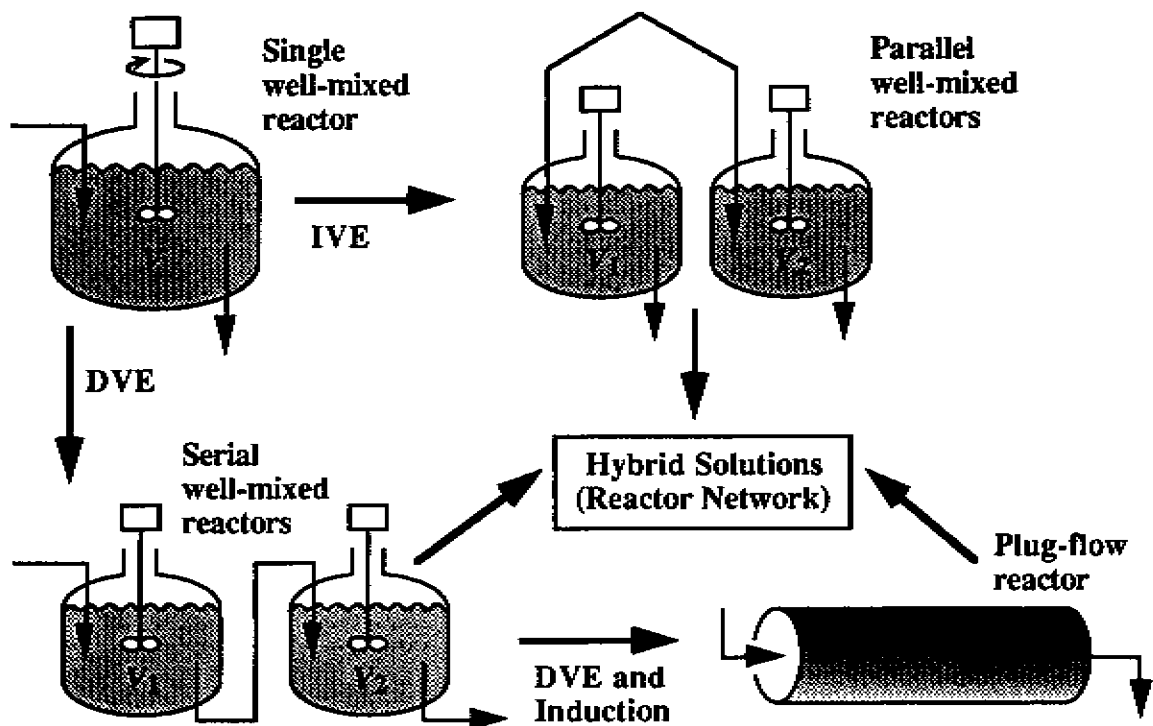 Single
well-mixed
reactor
Parallel
well-mixed
reactors
IVE
V1
V2
DVE
Serial
well-mixed
reactors
Hybrid Solutions
(Reactor Network)
Plug-flow
reactor
V1
V2
DVE and
Induction